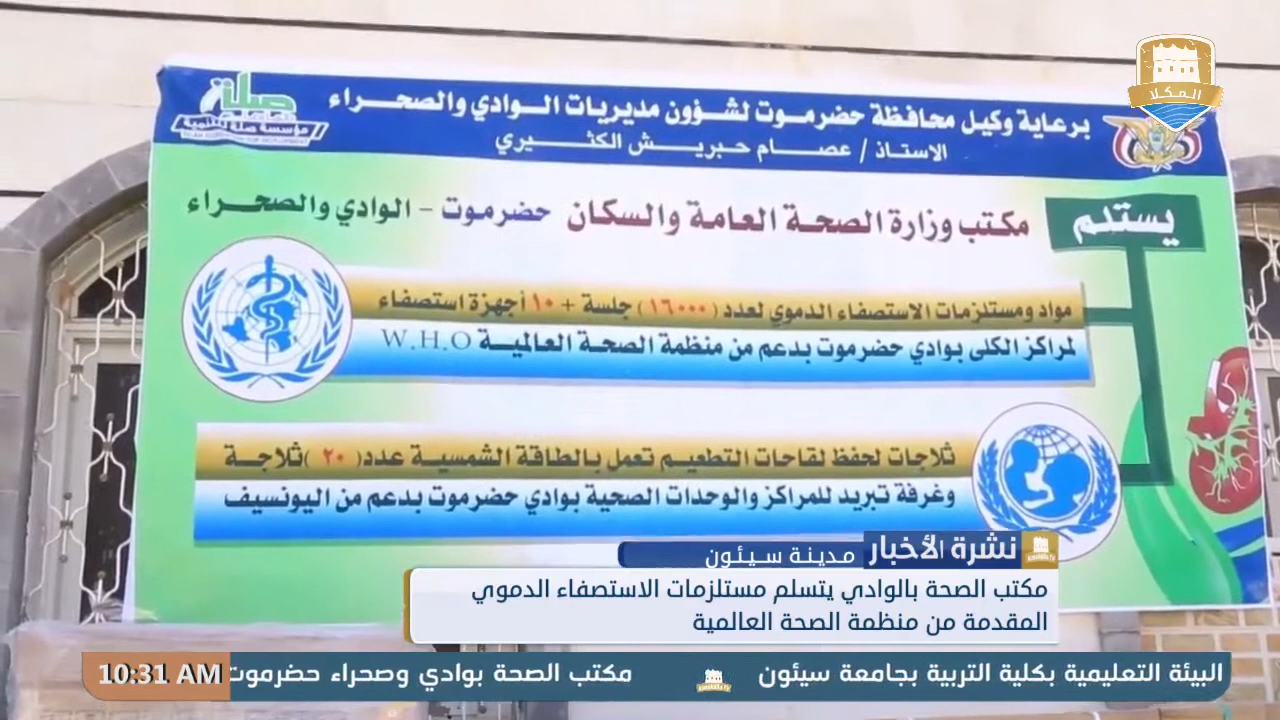 المكلا
صلة
مؤسسة صلة للتنمية
برعاية وكيل محافظة حضرموت لشؤون مديريات الوادي والصحراء
الاستاذ / عصام حبريش الكثيري
يستلم
مكتب وزارة الصحة العامة والسكان حضرموت - الوادي والصحراء
مواد ومستلزمات الاستصفاء الدموي لعدد (١٦٠٠٠) جلسة + ١٠ أجهزة استصفاء
لمراكز الكلى بوادي حضرموت بدعم من منظمة الصحة العالمية W.H.O
ثلاجات لحفظ لقاحات التطعيم تعمل بالطاقة الشمسية عدد( ٢٠ )ثلاجة
وغرفة تبريد للمراكز والوحدات الصحية بوادي حضرموت بدعم من اليونسيف
نشرة الأخبار مدينة سيئون
مكتب الصحة بالوادي يتسلم مستلزمات الاستصفاء الدموي
المقدمة من منظمة الصحة العالمية
البيئة التعليمية بكلية التربية بجامعة سيئون مكتب الصحة بوادي وصحراء حضرموت
10:31 AM